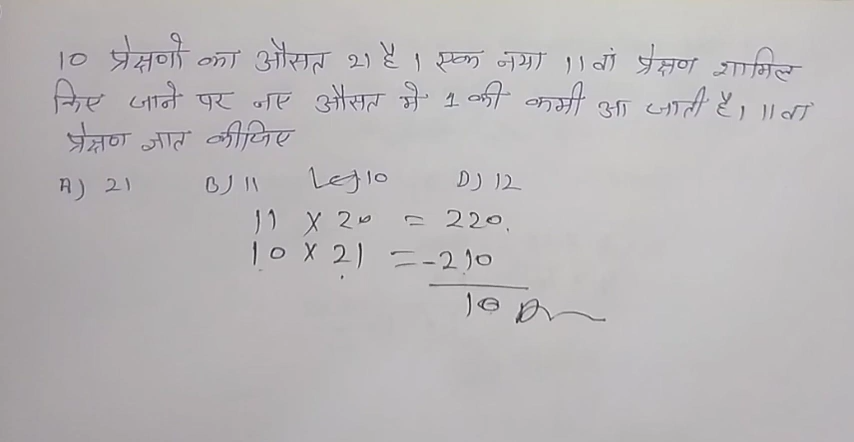 10 प्रेक्षणो का औसत 21 है । एक नया 11 वां प्रेक्षण शामिल
किए जाने पर नए औसत मे 1 की कमी आ जाती है। 11 वा
प्रेक्षण ज्ञात कीजिए
A) 21 B) 11 10 D) 12
11 X 20 = 220.
10 X 21 = -210
10